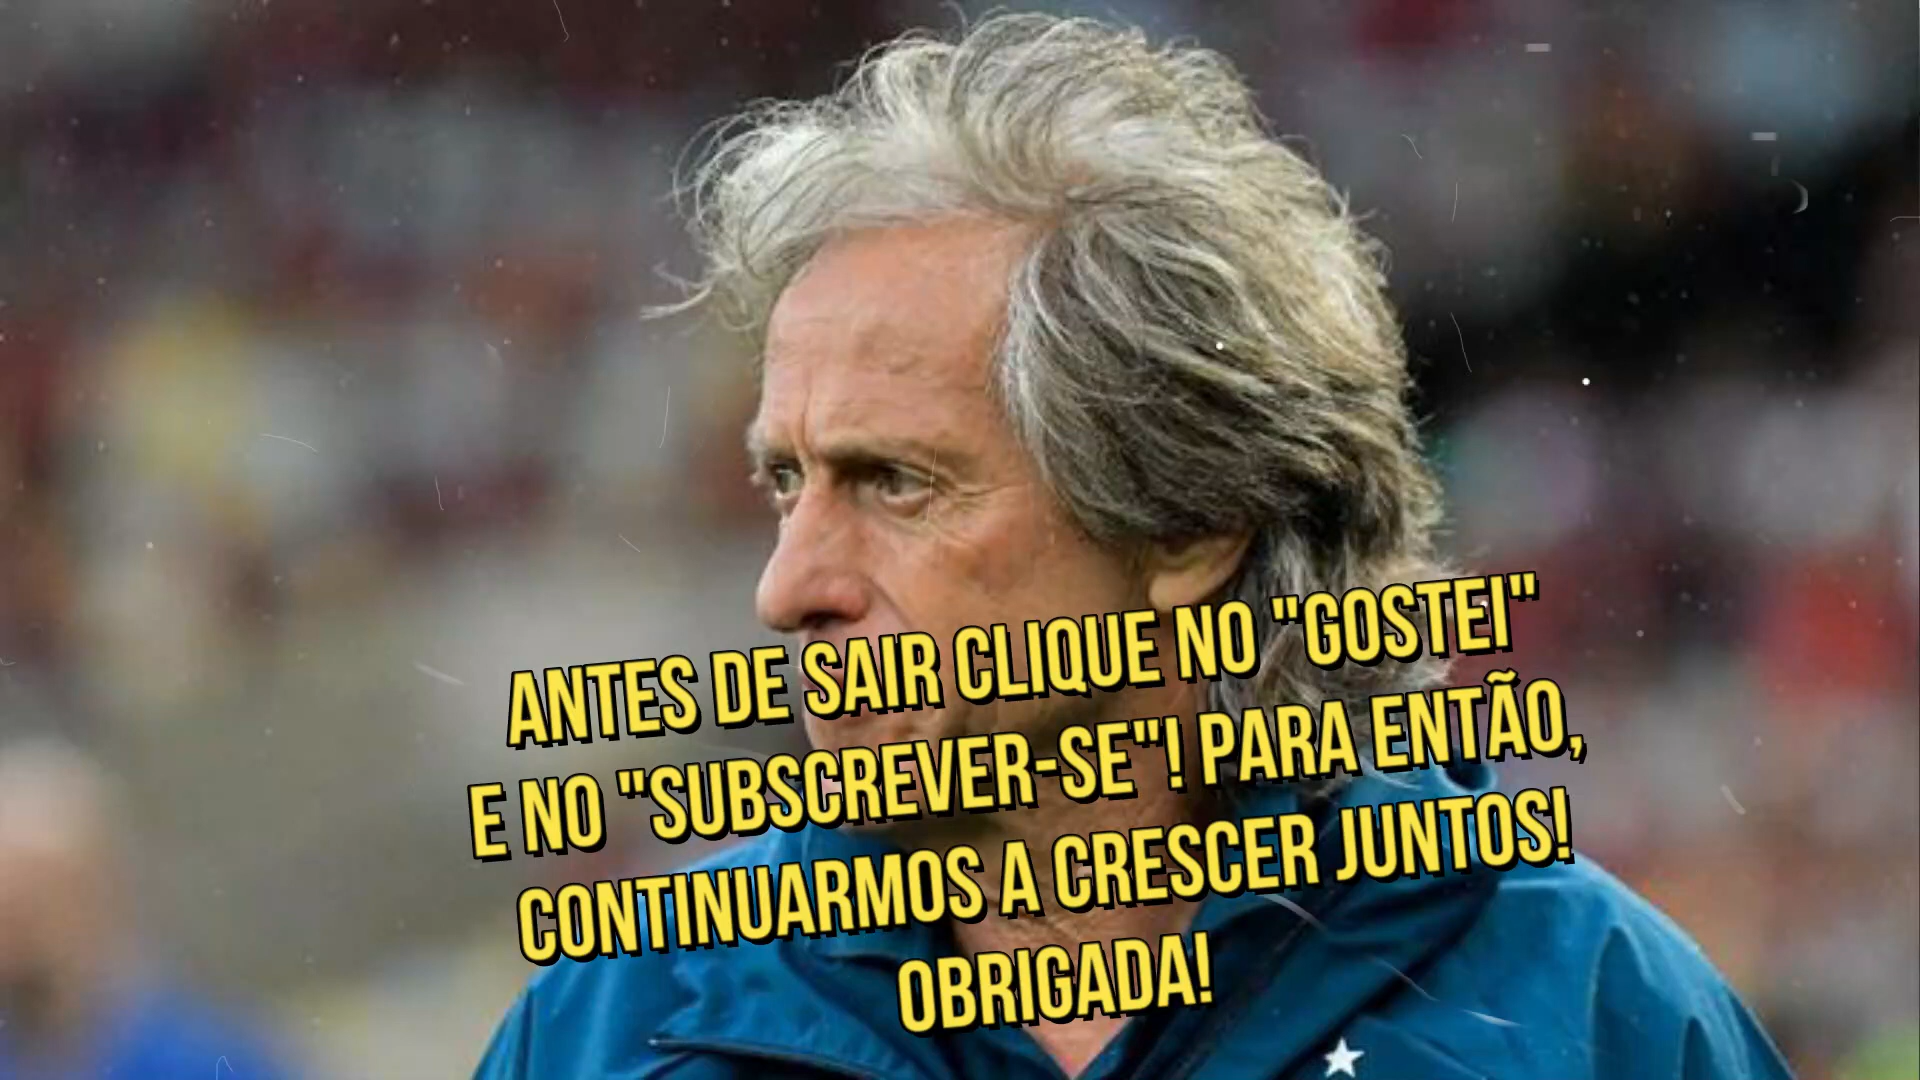 ANTES DE SAIR CLIQUE NO "GOSTEI"
E NO "SUBSCREVER-SE"! PARA ENTÃO,
CONTINUARMOS A CRESCER JUNTOS!
OBRIGADA!